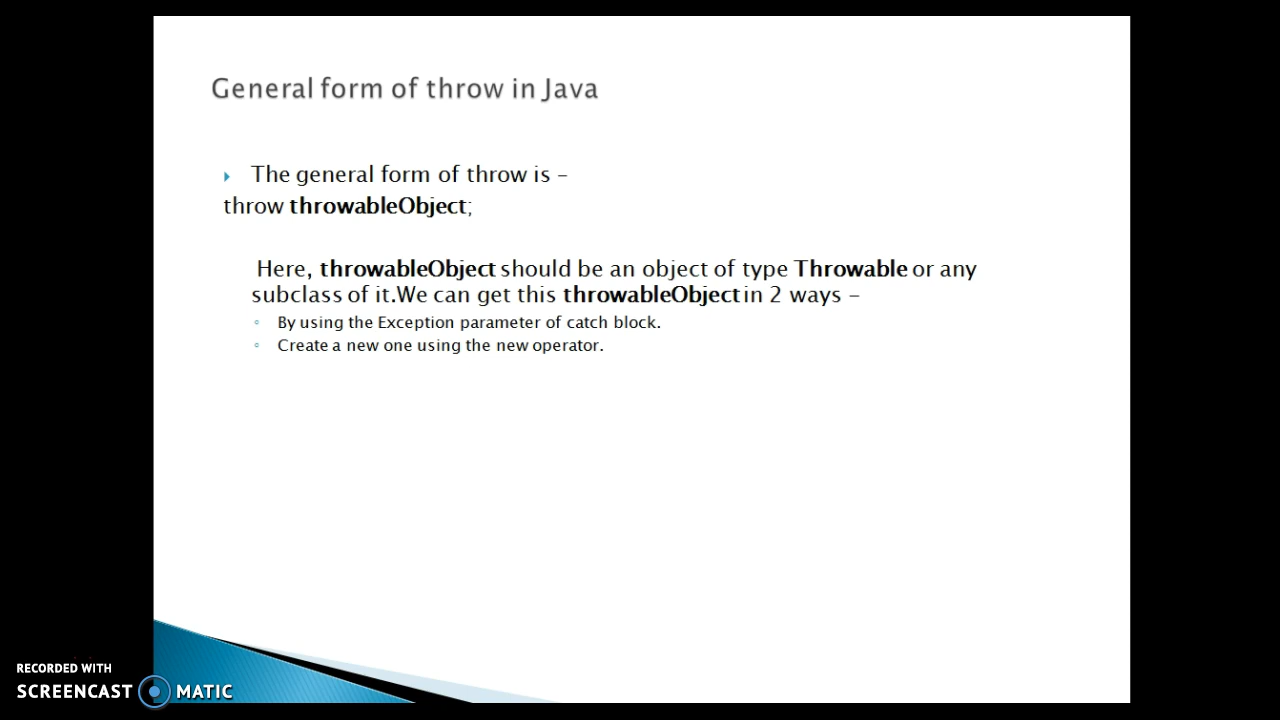 General form of throw in Java
The general form of throw is –
throw throwableObject;
Here, throwableObject should be an object of type Throwable or any
subclass of it.We can get this throwableObject in 2 ways –
By using the Exception parameter of catch block.
Create a new one using the new operator.
RECORDED WITH
SCREENCAST MATIC